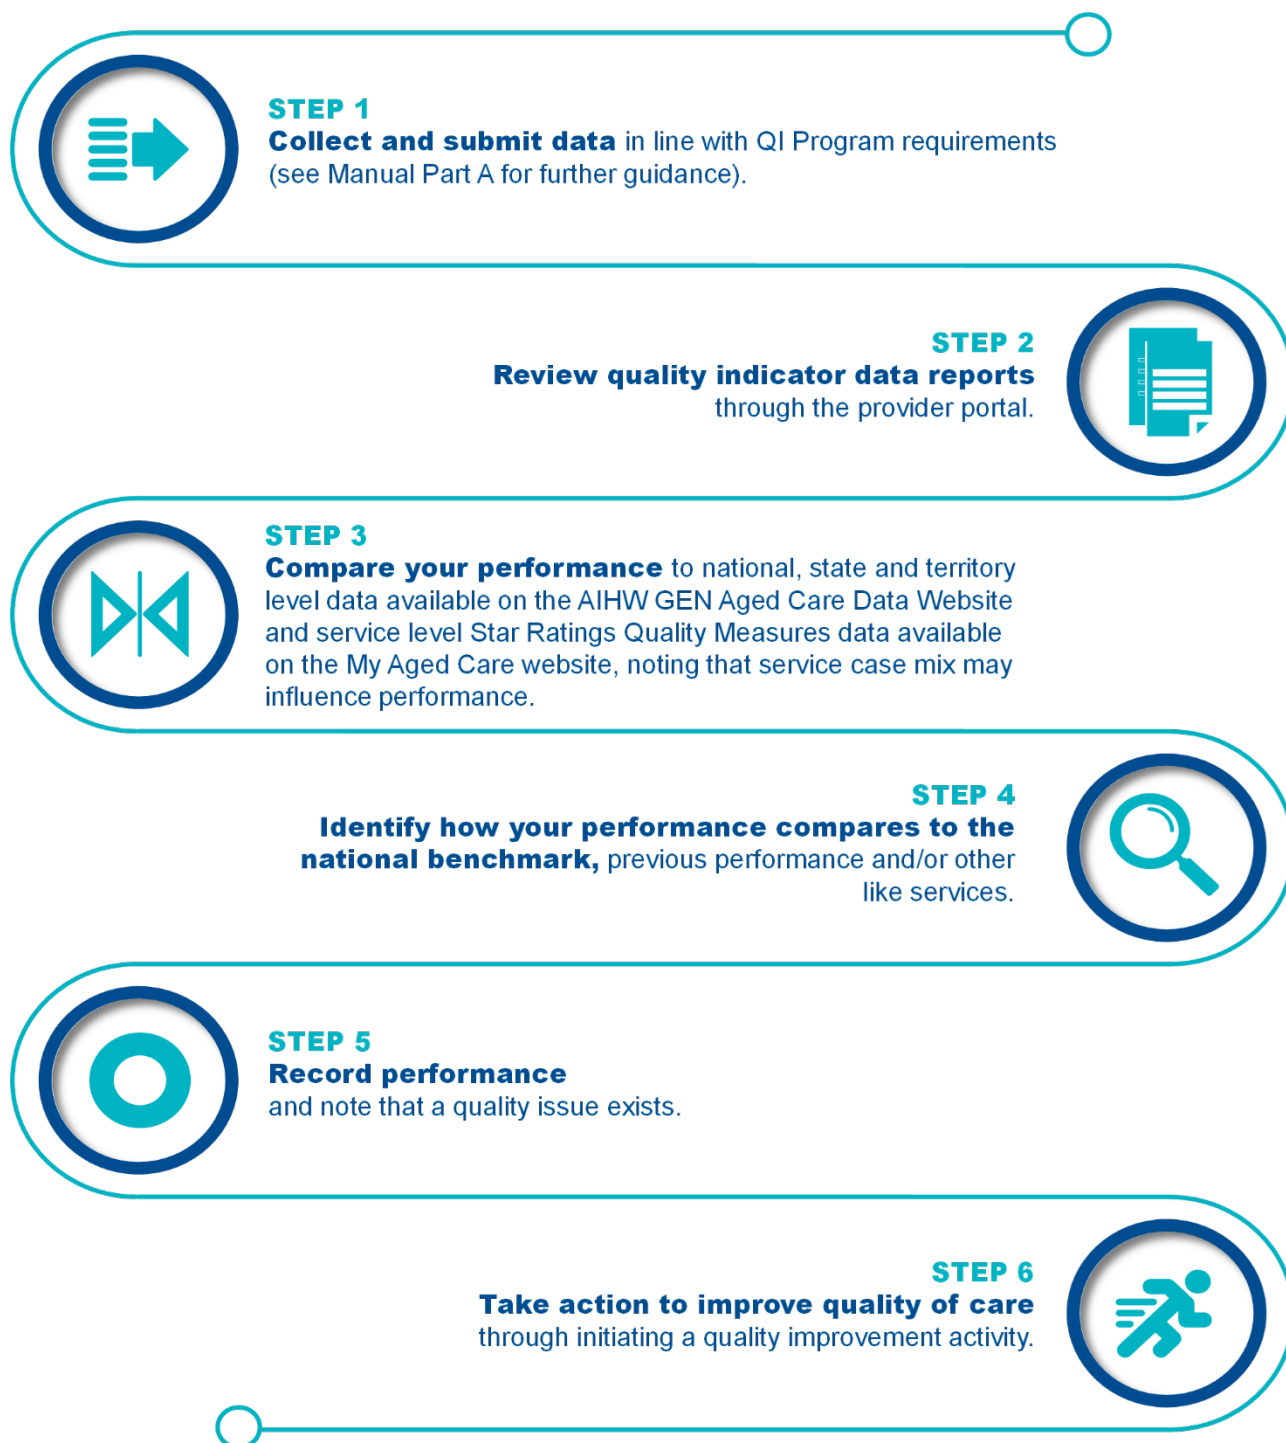 STEP 1
Collect and submit data in line with QI Program requirements
(see Manual Part A for further guidance).
STEP 2
Review quality indicator data reports
through the provider portal.
STEP 3
Compare your performance to national, state and territory
level data available on the AIHW GEN Aged Care Data Website
and service level Star Ratings Quality Measures data available
on the My Aged Care website, noting that service case mix may
influence performance.
STEP 4
Identify how your performance compares to the
national benchmark, previous performance and/or other
like services.
STEP 5
Record performance
and note that a quality issue exists.
STEP 6
Take action to improve quality of care
through initiating a quality improvement activity.